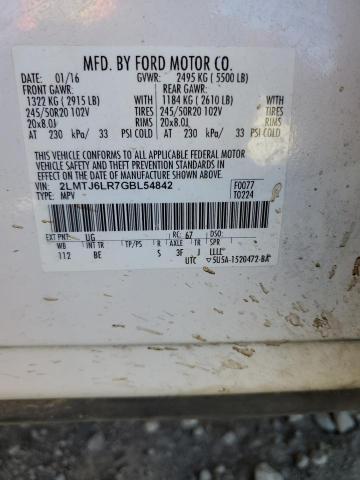 MFD. BY FORD MOTOR CO.
DATE: 01/16 GVWR: 2495 KG ( 5500 LB)
FRONT GAWR: REAR GAWR:
1322 KG ( 2915 LB) 1184 KG ( 2610 LB)
245/50R20 102V TIRES 245/50R20 102V TIRES
20x8.0J RIMS 20x8.0J RIMS
AT 230 kPa/ 33 PSI COLD AT 230 kPa/ 33 PSI COLD
THIS VEHICLE CONFORMS TO ALL APPLICABLE FEDERAL MOTOR
VEHICLE SAFETY AND THEFT PREVENTION STANDARDS IN
EFFECT ON THE DATE OF MANUFACTURE SHOWN ABOVE.
VIN: 2LMTJ6LR7GBL54842 F0077
TYPE: MPV T0224
EXT PNT: UG RC: 67 DSO:
WB BRK INT TR TP/PS R AXLE TR SPR
112 BE S 3F J LLLL
UTC 5U5A-1520472-BA